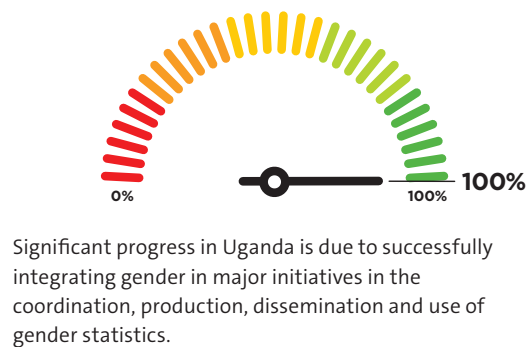 0%
100%
100%
Significant progress in Uganda is due to successfully
integrating gender in major initiatives in the
coordination, production, dissemination and use of
gender statistics.